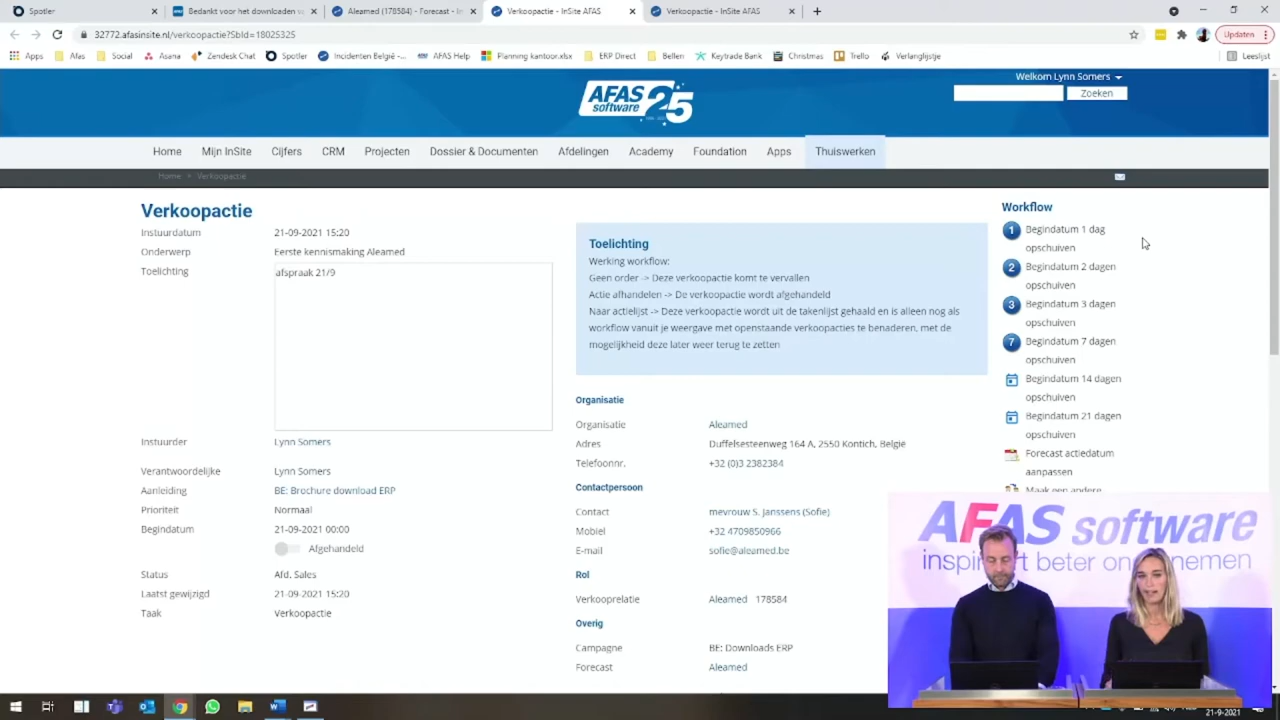 Spotler
Bedankt voor het downloaden v
Aleamed (178584) - Forecast - In
Verkoopactie - InSite AFAS
Verkoopactie - InSite AFAS
32772.afasinsite.nl/verkoopactie?SbId=18025325
Updaten
Apps
Afas
Social
Asana
Zendesk Chat
Spotler
Incidenten België -...
AFAS Help
Planning kantoor.xlsx
ERP Direct
Bellen
Keytrade Bank
Christmas
Trello
Verlanglijstje
Leeslijst
Welkom Lynn Somers
AFAS software 25
Zoeken
Home
Mijn InSite
Cijfers
CRM
Projecten
Dossier & Documenten
Afdelingen
Academy
Foundation
Apps
Thuiswerken
Home > Verkoopactie
Verkoopactie
Instuurdatum 21-09-2021 15:20
Onderwerp Eerste kennismaking Aleamed
Toelichting afspraak 21/9
Instuurder Lynn Somers
Verantwoordelijke Lynn Somers
Aanleiding BE: Brochure download ERP
Prioriteit Normaal
Begindatum 21-09-2021 00:00
Afgehandeld
Status Afd. Sales
Laatst gewijzigd 21-09-2021 15:20
Taak Verkoopactie
Toelichting
Werking workflow:
Geen order -> Deze verkoopactie komt te vervallen
Actie afhandelen -> De verkoopactie wordt afgehandeld
Naar actielijst -> Deze verkoopactie wordt uit de takenlijst gehaald en is alleen nog als
workflow vanuit je weergave met openstaande verkoopacties te benaderen, met de
mogelijkheid deze later weer terug te zetten
Organisatie
Organisatie Aleamed
Adres Duffelsesteenweg 164 A, 2550 Kontich, België
Telefoonnr. +32 (0)3 2382384
Contactpersoon
Contact mevrouw S. Janssens (Sofie)
Mobiel +32 4709850966
E-mail sofie@aleamed.be
Rol
Verkooprelatie Aleamed 178584
Overig
Campagne BE: Downloads ERP
Forecast Aleamed
Workflow
1 Begindatum 1 dag
opschuiven
2 Begindatum 2 dagen
opschuiven
3 Begindatum 3 dagen
opschuiven
7 Begindatum 7 dagen
opschuiven
Begindatum 14 dagen
opschuiven
Begindatum 21 dagen
opschuiven
Forecast actiedatum
aanpassen
Maak een andere
AFAS software
inspireert beter ondernemen
21-9-2021